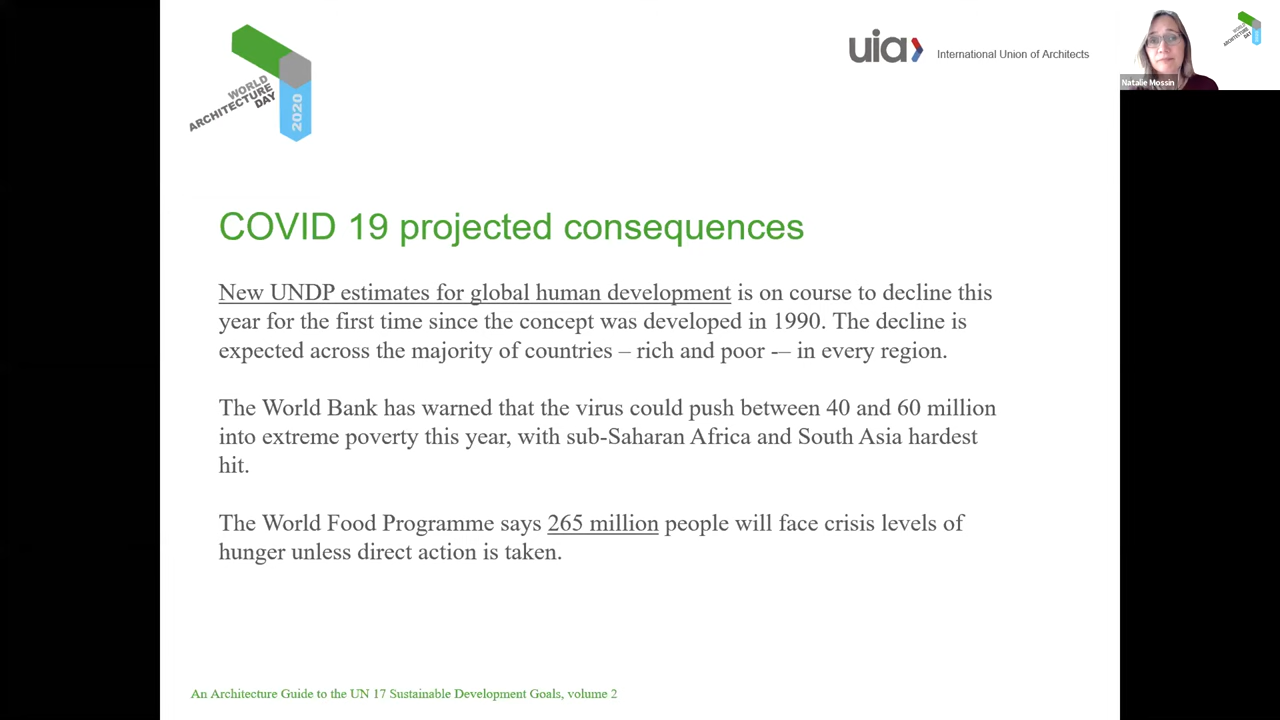 WORLD
ARCHITECTURE
DAY
2020
uia
International Union of Architects
Natalie Mossin
COVID 19 projected consequences
New UNDP estimates for global human development is on course to decline this
year for the first time since the concept was developed in 1990. The decline is
expected across the majority of countries – rich and poor -– in every region.
The World Bank has warned that the virus could push between 40 and 60 million
into extreme poverty this year, with sub-Saharan Africa and South Asia hardest
hit.
The World Food Programme says 265 million people will face crisis levels of
hunger unless direct action is taken.
An Architecture Guide to the UN 17 Sustainable Development Goals, volume 2